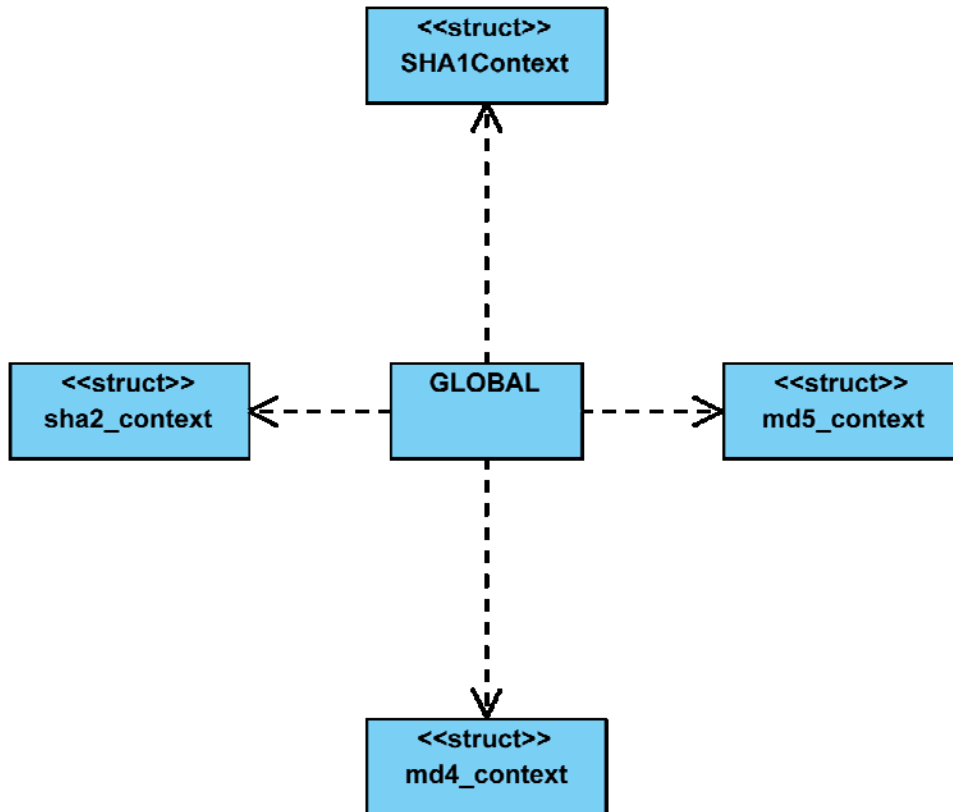 <<struct>>
SHA1Context
<<struct>>
sha2_context
GLOBAL
<<struct>>
md5_context
<<struct>>
md4_context